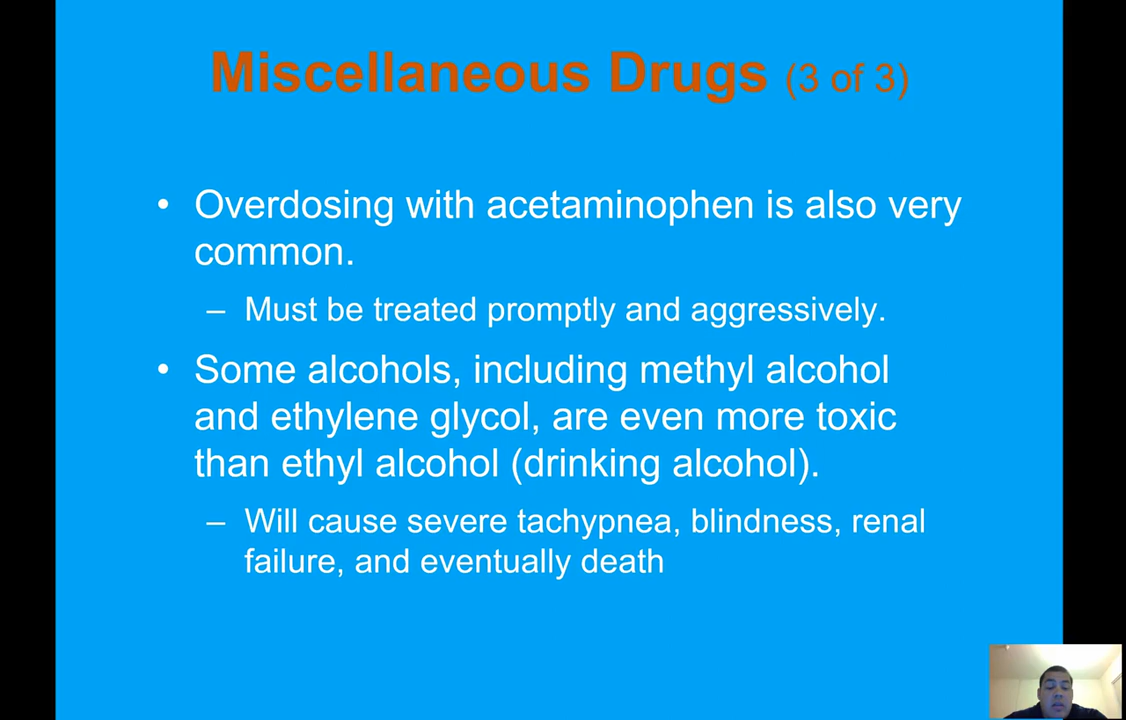 Miscellaneous Drugs (3 of 3)
• Overdosing with acetaminophen is also very
common.
– Must be treated promptly and aggressively.
• Some alcohols, including methyl alcohol
and ethylene glycol, are even more toxic
than ethyl alcohol (drinking alcohol).
– Will cause severe tachypnea, blindness, renal
failure, and eventually death